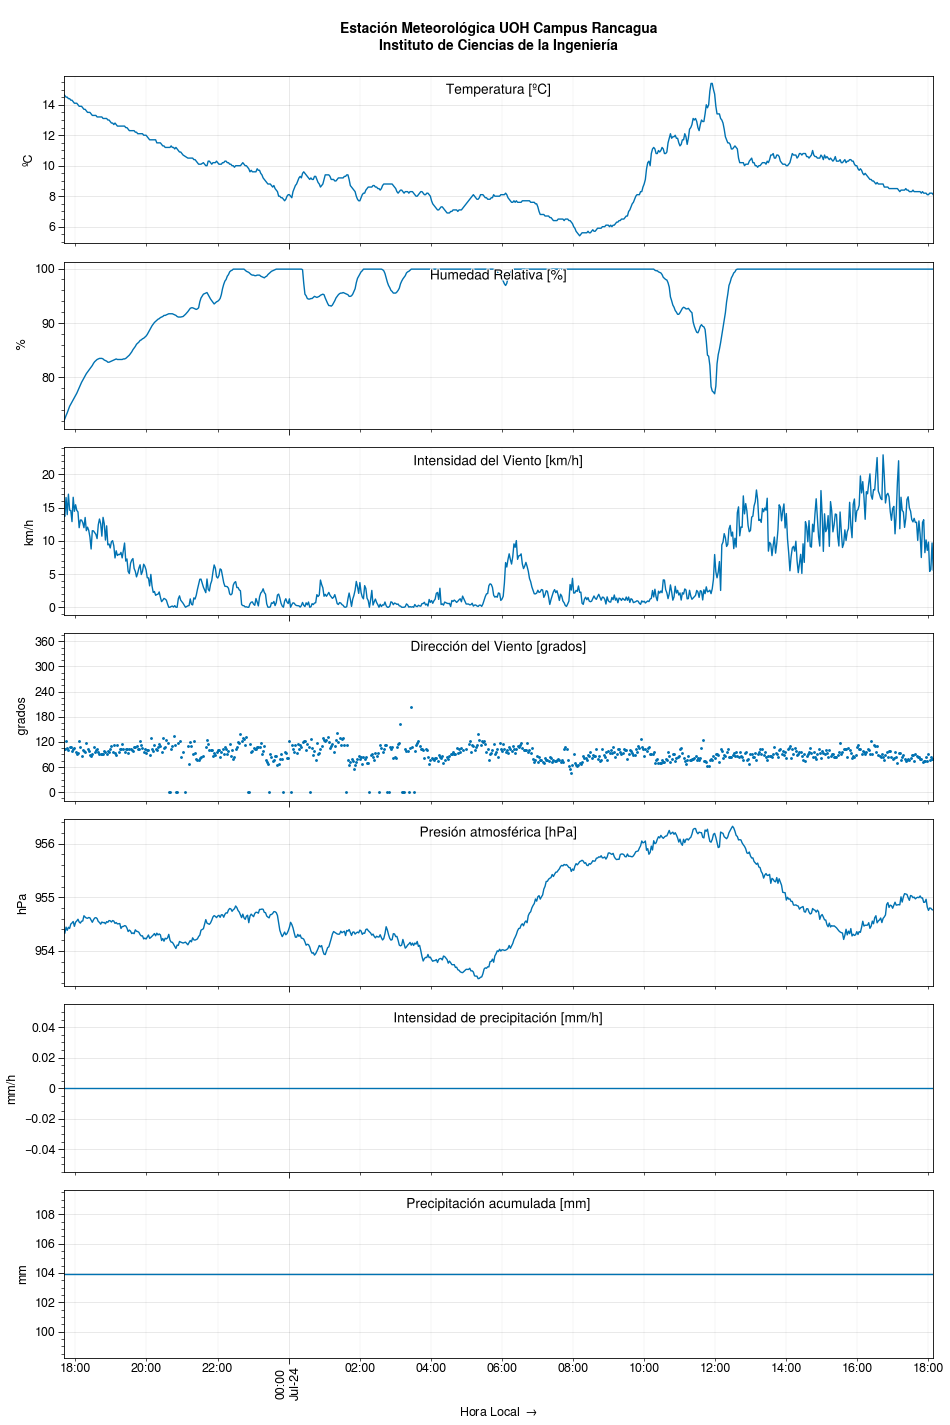 Estación Meteorológica UOH Campus Rancagua
Instituto de Ciencias de la Ingeniería
Temperatura [ºC]
14
12
10
8
6
ºC
Humedad Relativa [%]
100
90
80
%
Intensidad del Viento [km/h]
20
15
10
5
0
km/h
Dirección del Viento [grados]
360
300
240
180
120
60
0
grados
Presión atmosférica [hPa]
956
955
954
hPa
Intensidad de precipitación [mm/h]
0.04
0.02
0
−0.02
−0.04
mm/h
Precipitación acumulada [mm]
108
106
104
102
100
mm
18:00 20:00 22:00 00:00 02:00 04:00 06:00 08:00 10:00 12:00 14:00 16:00 18:00
Jul-24
Hora Local →